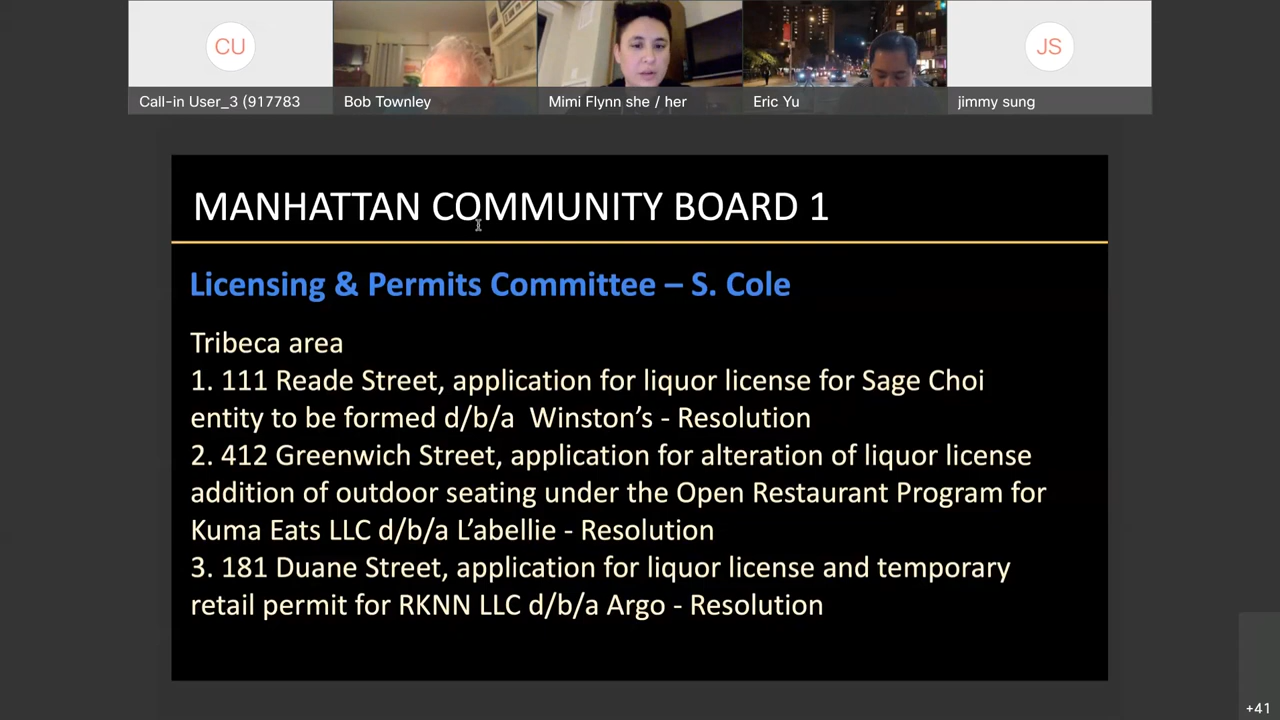 CU
JS
Call-in User_3 (917783
Bob Townley
Mimi Flynn she / her
Eric Yu
jimmy sung
MANHATTAN COMMUNITY BOARD 1
Licensing & Permits Committee – S. Cole
Tribeca area
1. 111 Reade Street, application for liquor license for Sage Choi
entity to be formed d/b/a  Winston’s - Resolution
2. 412 Greenwich Street, application for alteration of liquor license
addition of outdoor seating under the Open Restaurant Program for
Kuma Eats LLC d/b/a L’abellie - Resolution
3. 181 Duane Street, application for liquor license and temporary
retail permit for RKNN LLC d/b/a Argo - Resolution
+41